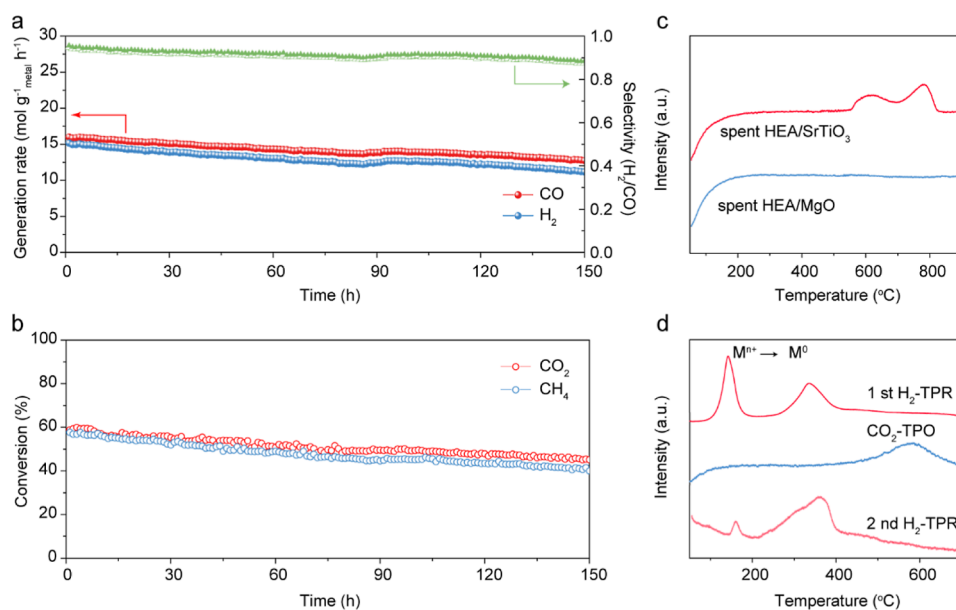 a
Generation rate (mol g⁻¹metal h⁻¹)
30
25
20
15
10
5
0
0
30
60
90
120
150
Time (h)
CO
H₂
1.0
0.8
0.6
0.4
0.2
0.0
Selectivity (H₂/CO)
b
Conversion (%)
100
80
60
40
20
0
0
30
60
90
120
150
Time (h)
CO₂
CH₄
c
Intensity (a.u.)
spent HEA/SrTiO₃
spent HEA/MgO
200
400
600
800
Temperature (°C)
d
Intensity (a.u.)
Mⁿ⁺ → M⁰
1 st H₂-TPR
CO₂-TPO
2 nd H₂-TPR
200
400
600
Temperature (°C)